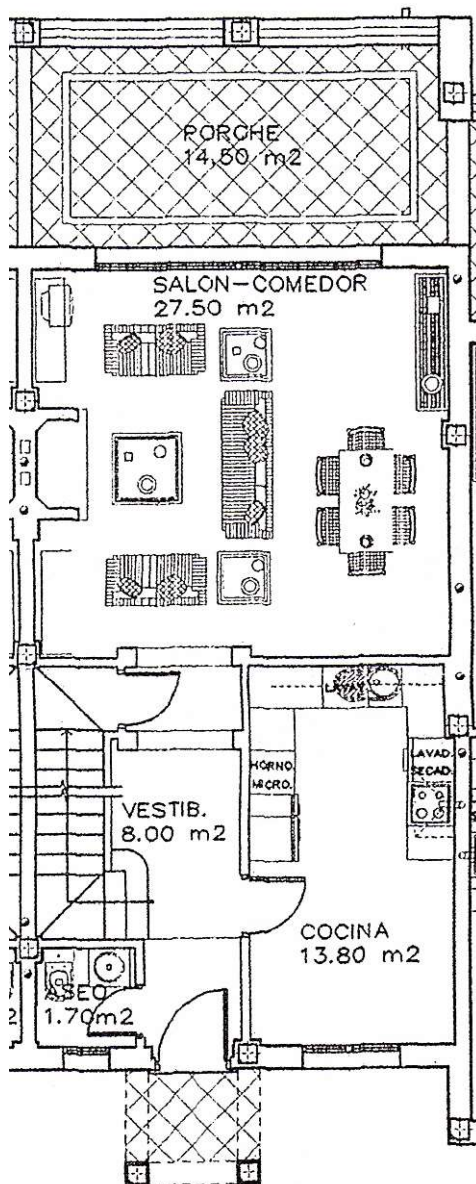 PORCHE
14,50 m2
SALON-COMEDOR
27.50 m2
HORNO
MICRO.
LAVAD.
SECAD.
VESTIB.
8.00 m2
COCINA
13.80 m2
ASEO
1.70m2